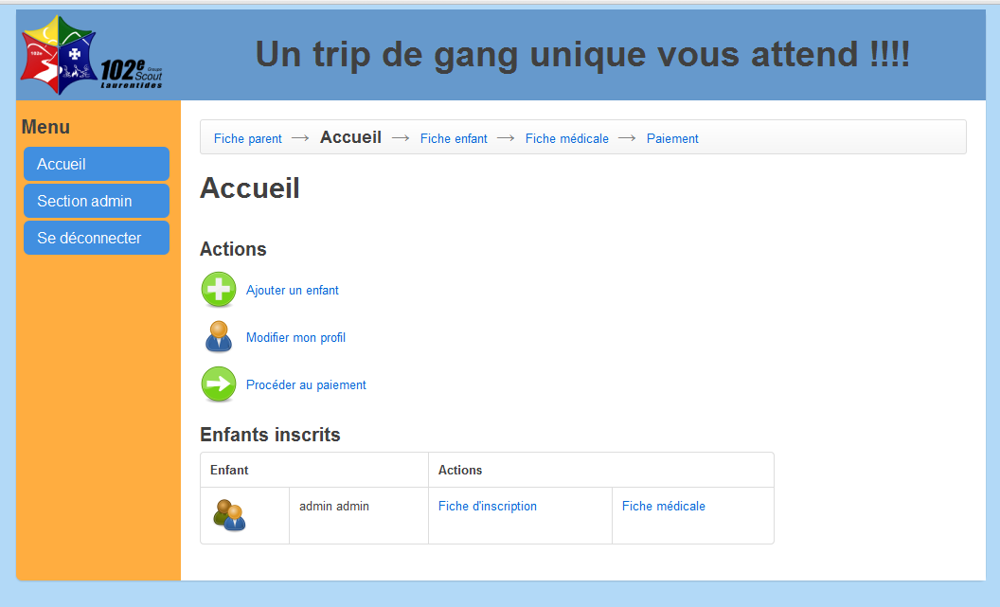 102e
102e
Groupe
Scout
Laurentides
Un trip de gang unique vous attend !!!!
Menu
Accueil
Section admin
Se déconnecter
Fiche parent → Accueil → Fiche enfant → Fiche médicale → Paiement
Accueil
Actions
Ajouter un enfant
Modifier mon profil
Procéder au paiement
Enfants inscrits
Enfant Actions
admin admin Fiche d'inscription Fiche médicale